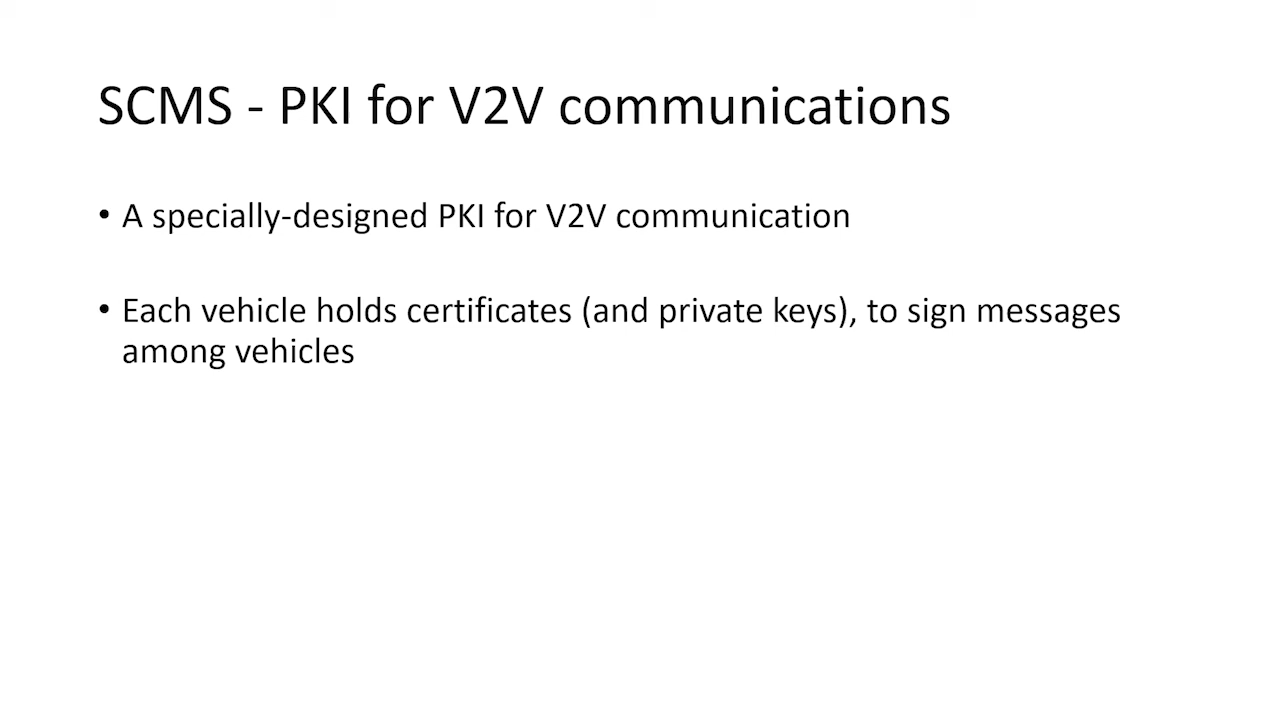 SCMS - PKI for V2V communications
• A specially-designed PKI for V2V communication
• Each vehicle holds certificates (and private keys), to sign messages
among vehicles